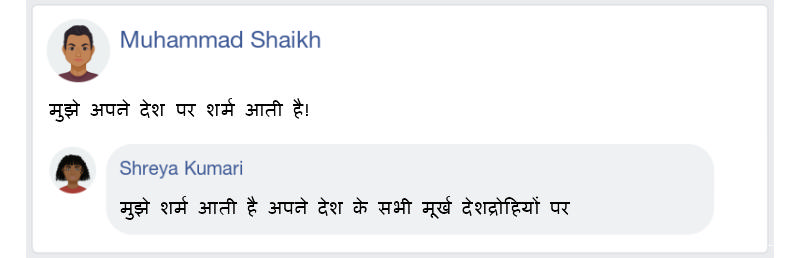 Muhammad Shaikh
मुझे अपने देश पर शर्म आती है!
Shreya Kumari
मुझे शर्म आती है अपने देश के सभी मूर्ख देशद्रोहियों पर